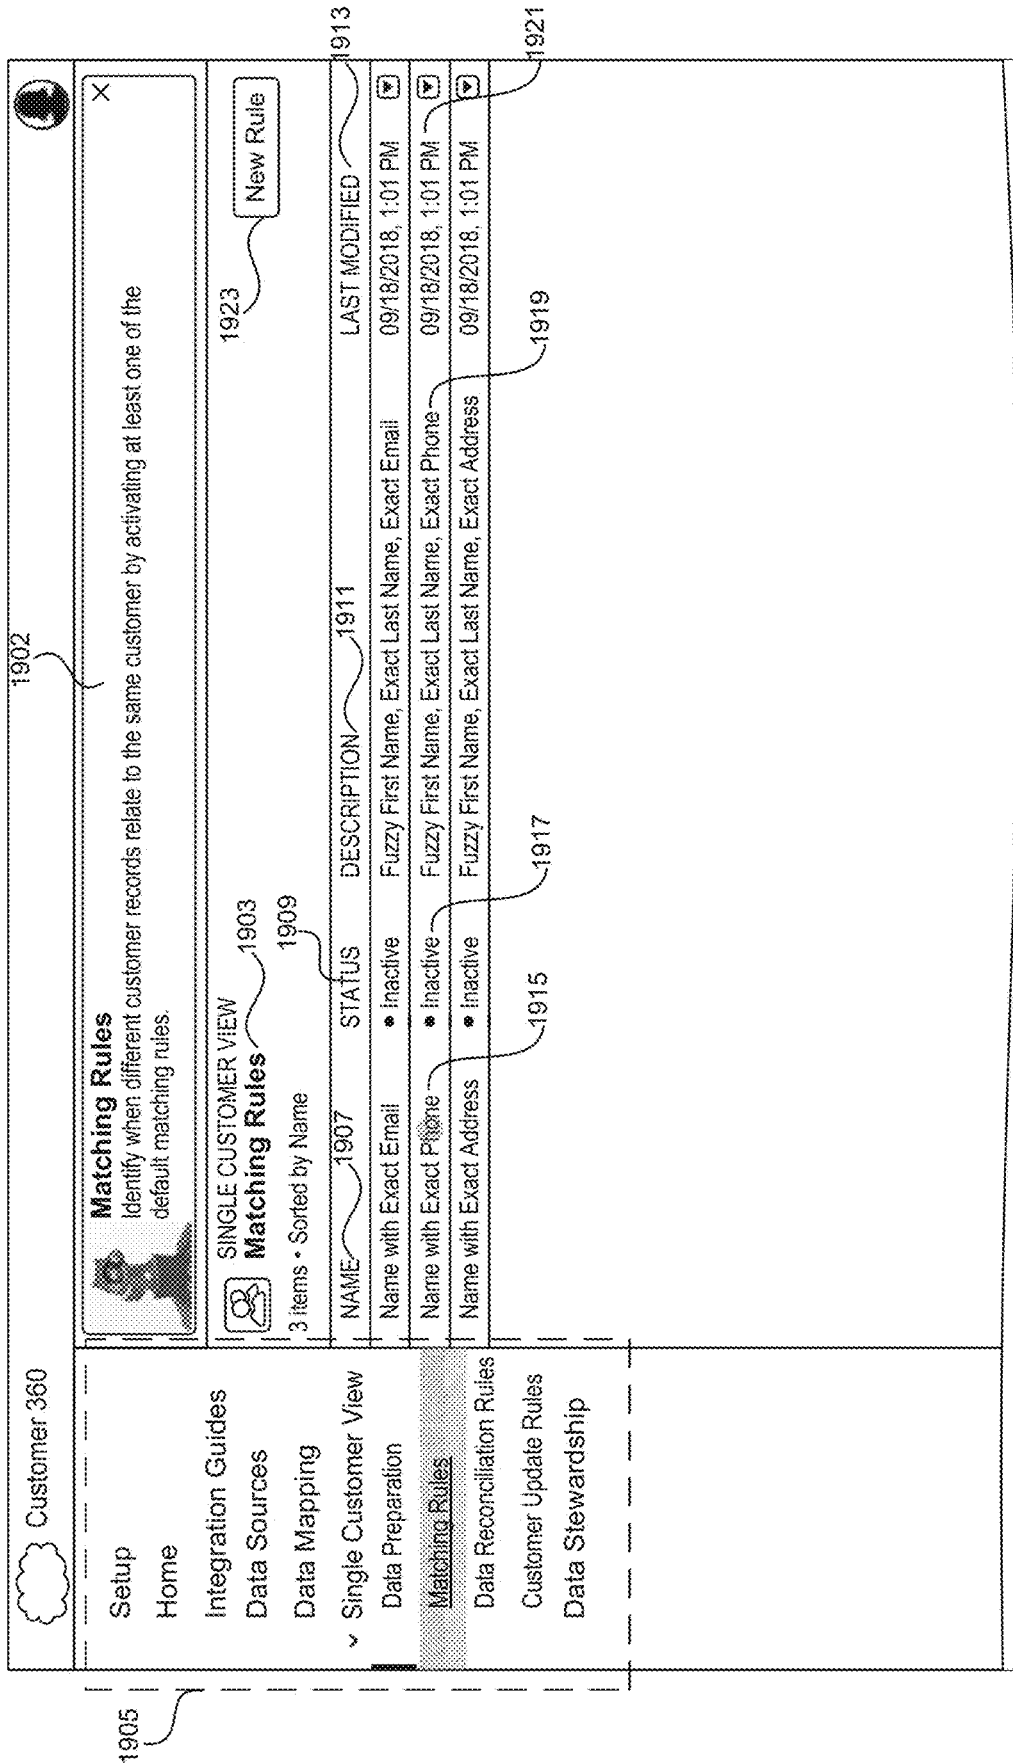 1905
Customer 360
Setup
Home
Integration Guides
Data Sources
Data Mapping
Single Customer View
Data Preparation
Matching Rules
Data Reconciliation Rules
Customer Update Rules
Data Stewardship
1902
Matching Rules
Identify when different customer records relate to the same customer by activating at least one of the
default matching rules.
×
SINGLE CUSTOMER VIEW
Matching Rules
1903
3 items • Sorted by Name
1923
New Rule
1907
1909
1911
1913
NAME STATUS DESCRIPTION LAST MODIFIED
Name with Exact Email • Inactive Fuzzy First Name, Exact Last Name, Exact Email 09/18/2018, 1:01 PM
Name with Exact Phone • Inactive Fuzzy First Name, Exact Last Name, Exact Phone 09/18/2018, 1:01 PM
Name with Exact Address • Inactive Fuzzy First Name, Exact Last Name, Exact Address 09/18/2018, 1:01 PM
1915
1917
1919
1921